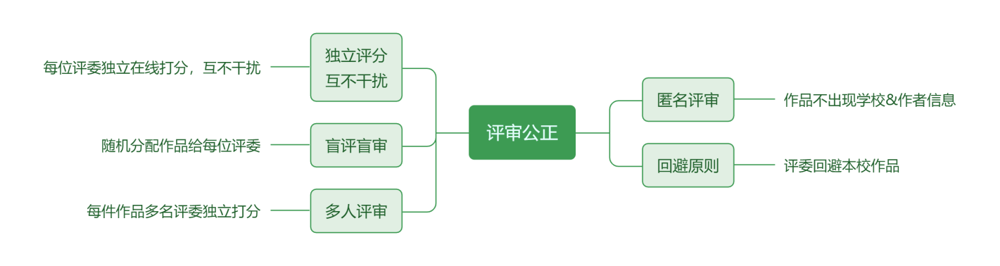 评审公正
独立评分
互不干扰
每位评委独立在线打分，互不干扰
盲评盲审
随机分配作品给每位评委
多人评审
每件作品多名评委独立打分
匿名评审
作品不出现学校&作者信息
回避原则
评委回避本校作品